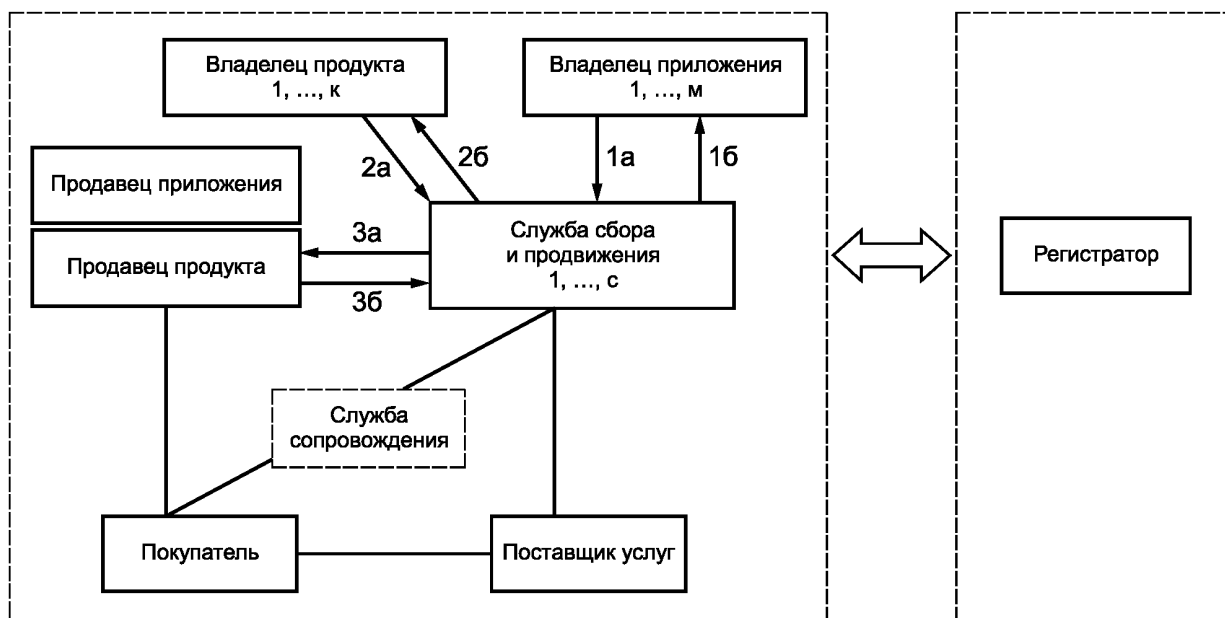 Владелец продукта
1, ..., к
Владелец приложения
1, ..., м
2а
2б
1а
1б
Продавец приложения
Продавец продукта
3а
3б
Служба сбора
и продвижения
1, ..., с
Регистратор
Служба
сопровождения
Покупатель
Поставщик услуг